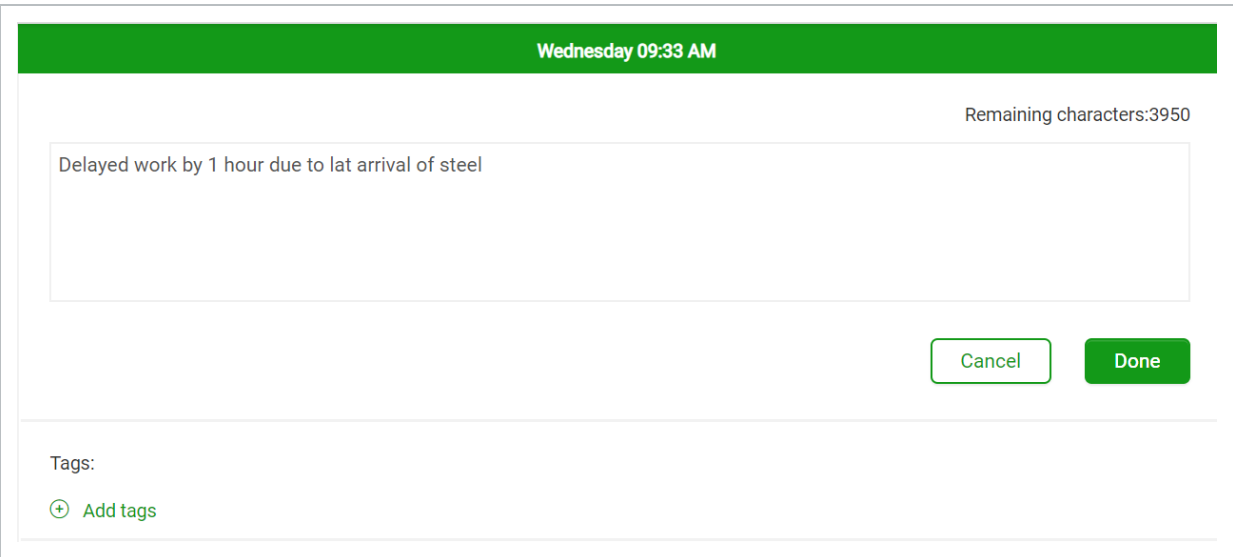 Wednesday 09:33 AM
Remaining characters:3950
Delayed work by 1 hour due to lat arrival of steel
Cancel
Done
Tags:
Add tags